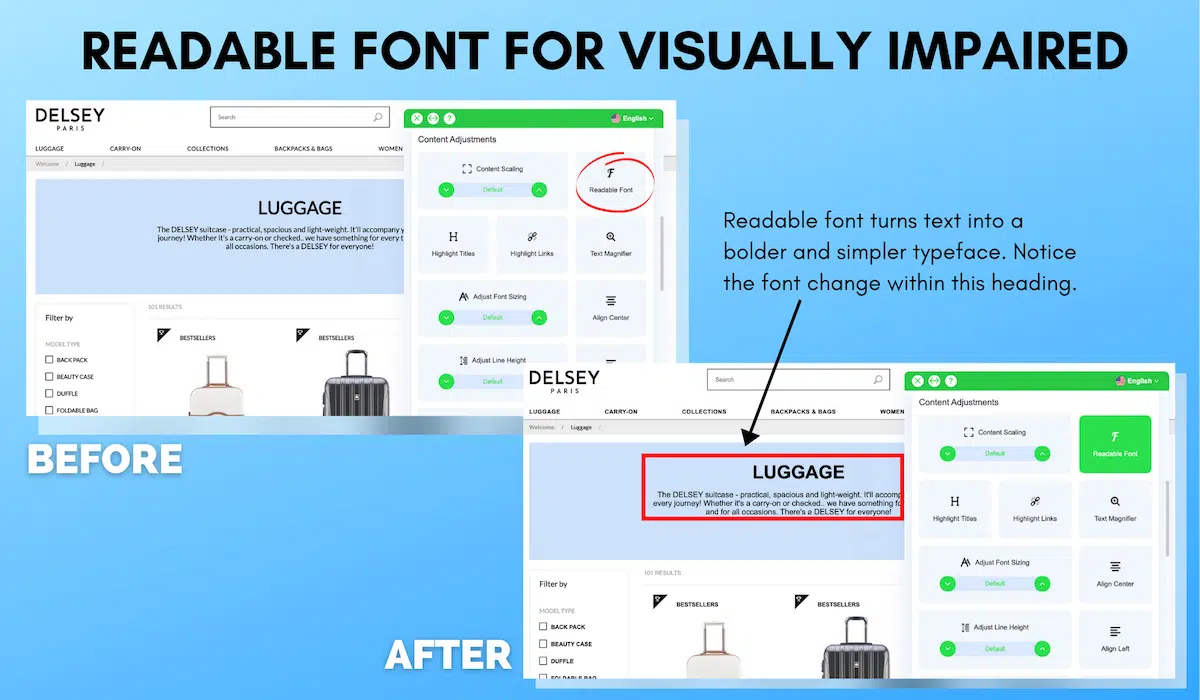 READABLE FONT FOR VISUALLY IMPAIRED
DELSEY
PARIS
Search
LUGGAGE CARRY-ON COLLECTIONS BACKPACKS & BAGS WOMEN
Welcome / Luggage /
LUGGAGE
The DELSEY suitcase - practical, spacious and light-weight. It'll accompany
journey! Whether it's a carry-on or checked.. we have something for every t
all occasions. There's a DELSEY for everyone!
Filter by
101 RESULTS
MODEL TYPE
BESTSELLERS BESTSELLERS
BACK PACK
BEAUTY CASE
DUFFLE
FOLDABLE BAG
English
Content Adjustments
Content Scaling
Default
Readable Font
Highlight Titles
Highlight Links
Text Magnifier
Adjust Font Sizing
Default
Align Center
Adjust Line Height
Default
Readable font turns text into a
bolder and simpler typeface. Notice
the font change within this heading.
BEFORE
DELSEY
PARIS
Search
LUGGAGE CARRY-ON COLLECTIONS BACKPACKS & BAGS WOMEN
Welcome / Luggage /
LUGGAGE
The DELSEY suitcase - practical, spacious and light-weight. It'll accomp
every journey! Whether it's a carry-on or checked.. we have something fo
and for all occasions. There's a DELSEY for everyone!
Filter by
101 RESULTS
MODEL TYPE
BESTSELLERS BESTSELLERS
BACK PACK
BEAUTY CASE
DUFFLE
FOLDABLE BAG
English
Content Adjustments
Content Scaling
Default
Readable Font
Highlight Titles
Highlight Links
Text Magnifier
Adjust Font Sizing
Default
Align Center
Adjust Line Height
Default
Align Left
AFTER